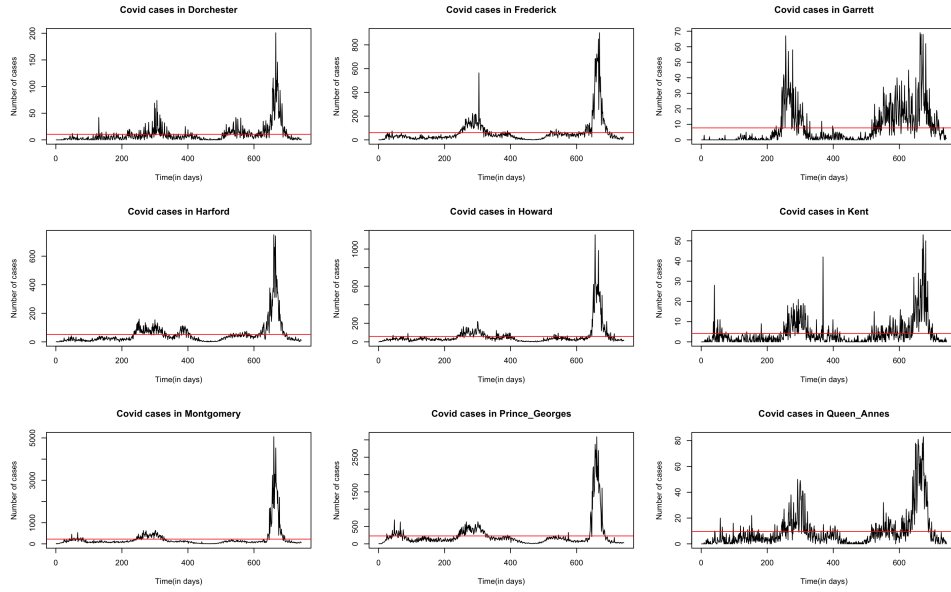 Covid cases in Dorchester
Number of cases
0 50 100 150 200
0 200 400 600
Time(in days)
Covid cases in Frederick
Number of cases
0 200 400 600 800
0 200 400 600
Time(in days)
Covid cases in Garrett
Number of cases
0 10 20 30 40 50 60 70
0 200 400 600
Time(in days)
Covid cases in Harford
Number of cases
0 200 400 600
0 200 400 600
Time(in days)
Covid cases in Howard
Number of cases
0 200 600 1000
0 200 400 600
Time(in days)
Covid cases in Kent
Number of cases
0 10 20 30 40 50
0 200 400 600
Time(in days)
Covid cases in Montgomery
Number of cases
0 1000 3000 5000
0 200 400 600
Time(in days)
Covid cases in Prince_Georges
Number of cases
0 500 1500 2500
0 200 400 600
Time(in days)
Covid cases in Queen_Annes
Number of cases
0 20 40 60 80
0 200 400 600
Time(in days)